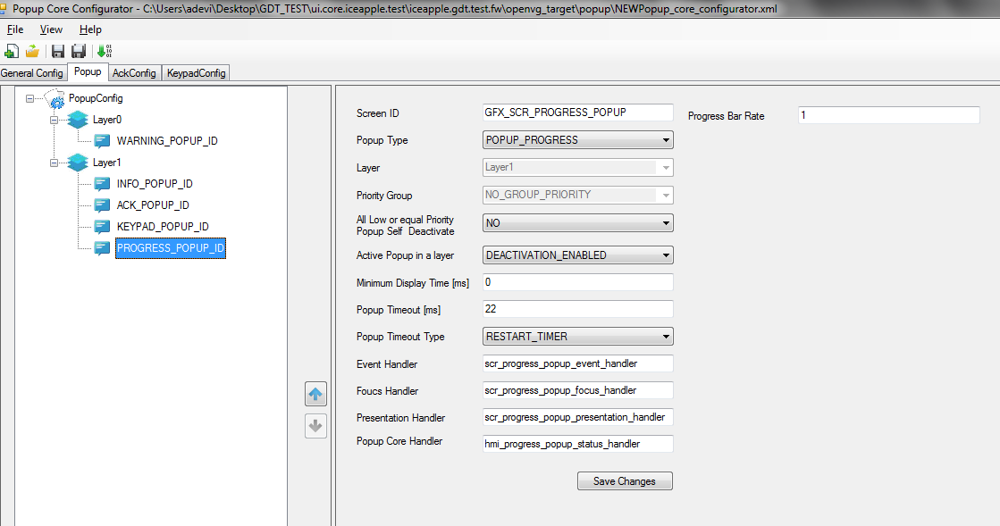 Popup Core Configurator - C:\Users\adevi\Desktop\GDT_TEST\ui.core.iceapple.test\iceapple.gdt.test.fw\openvg_target\popup\NEWPopup_core_configurator.xml
File View Help
General Config Popup AckConfig KeypadConfig
PopupConfig
Layer0
WARNING_POPUP_ID
Layer1
INFO_POPUP_ID
ACK_POPUP_ID
KEYPAD_POPUP_ID
PROGRESS_POPUP_ID
Screen ID GFX_SCR_PROGRESS_POPUP Progress Bar Rate 1
Popup Type POPUP_PROGRESS
Layer Layer1
Priority Group NO_GROUP_PRIORITY
All Low or equal Priority
Popup Self Deactivate NO
Active Popup in a layer DEACTIVATION_ENABLED
Minimum Display Time [ms] 0
Popup Timeout [ms] 22
Popup Timeout Type RESTART_TIMER
Event Handler scr_progress_popup_event_handler
Foucs Handler scr_progress_popup_focus_handler
Presentation Handler scr_progress_popup_presentation_handler
Popup Core Handler hmi_progress_popup_status_handler
Save Changes